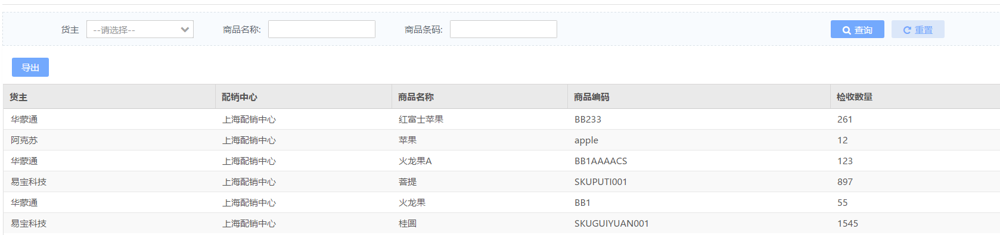 货主 --请选择-- 商品名称: 商品条码: 查询 重置
导出
货主 配销中心 商品名称 商品编码 检收数量
华蒙通 上海配销中心 红富士苹果 BB233 261
阿克苏 上海配销中心 苹果 apple 12
华蒙通 上海配销中心 火龙果A BB1AAAACS 123
易宝科技 上海配销中心 菩提 SKUPUTI001 897
华蒙通 上海配销中心 火龙果 BB1 55
易宝科技 上海配销中心 桂圆 SKUGUIYUAN001 1545